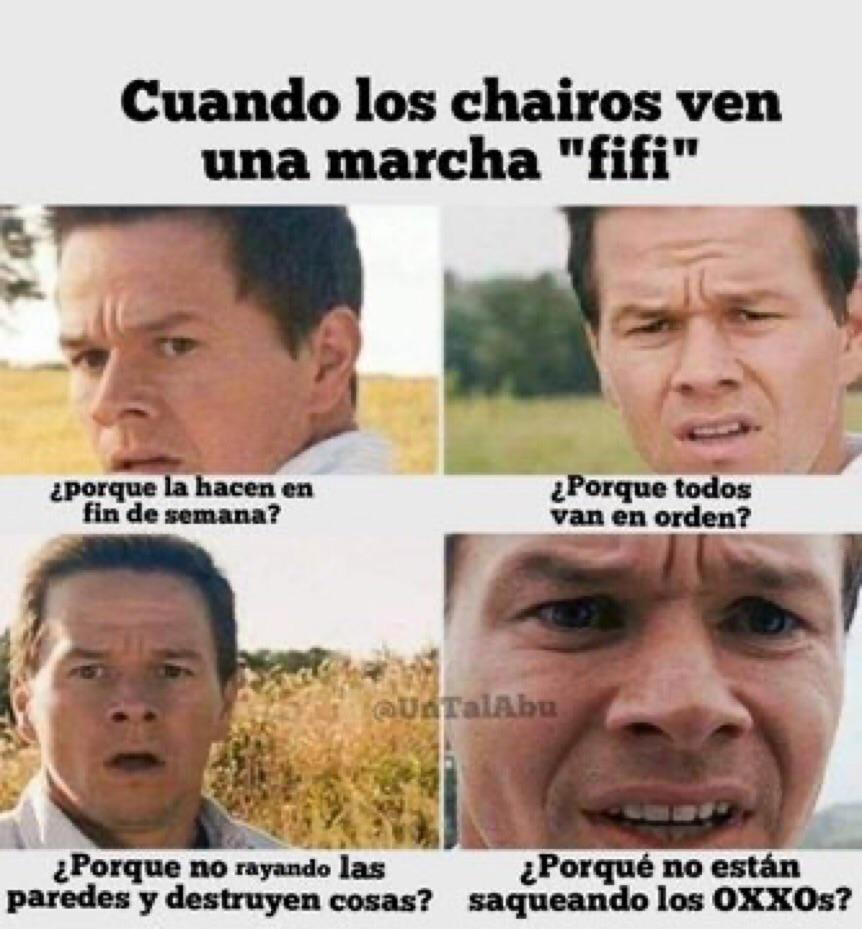 Cuando los chairos ven
una marcha "fifi"
¿porque la hacen en
fin de semana?
¿Porque todos
van en orden?
@UnTalAbu
¿Porque no rayando las
paredes y destruyen cosas?
¿Porqué no están
saqueando los OXXOs?